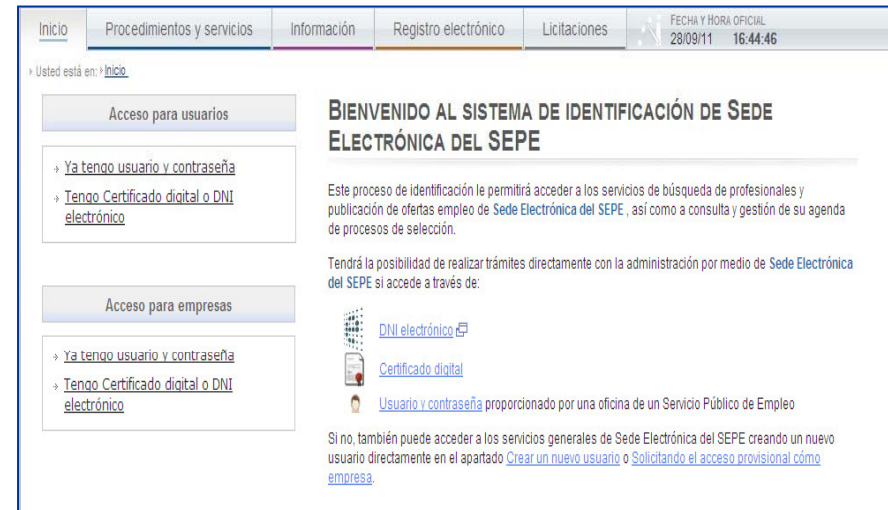 Inicio Procedimientos y servicios Información Registro electrónico Licitaciones FECHA Y HORA OFICIAL
28/09/11 16:44:46
Usted está en: Inicio
Acceso para usuarios
Ya tengo usuario y contraseña
Tengo Certificado digital o DNI
electrónico
Acceso para empresas
Ya tengo usuario y contraseña
Tengo Certificado digital o DNI
electrónico
BIENVENIDO AL SISTEMA DE IDENTIFICACIÓN DE SEDE
ELECTRÓNICA DEL SEPE
Este proceso de identificación le permitirá acceder a los servicios de búsqueda de profesionales y
publicación de ofertas empleo de Sede Electrónica del SEPE , así como a consulta y gestión de su agenda
de procesos de selección.
Tendrá la posibilidad de realizar trámites directamente con la administración por medio de Sede Electrónica
del SEPE si accede a través de:
DNI electrónico
Certificado digital
Usuario y contraseña proporcionado por una oficina de un Servicio Público de Empleo
Si no, también puede acceder a los servicios generales de Sede Electrónica del SEPE creando un nuevo
usuario directamente en el apartado Crear un nuevo usuario o Solicitando el acceso provisional cómo
empresa.